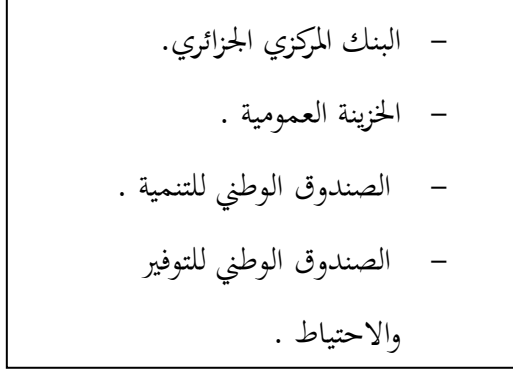 – البنك المركزي الجزائري.
– الخزينة العمومية .
– الصندوق الوطني للتنمية .
– الصندوق الوطني للتوفير
والاحتياط .